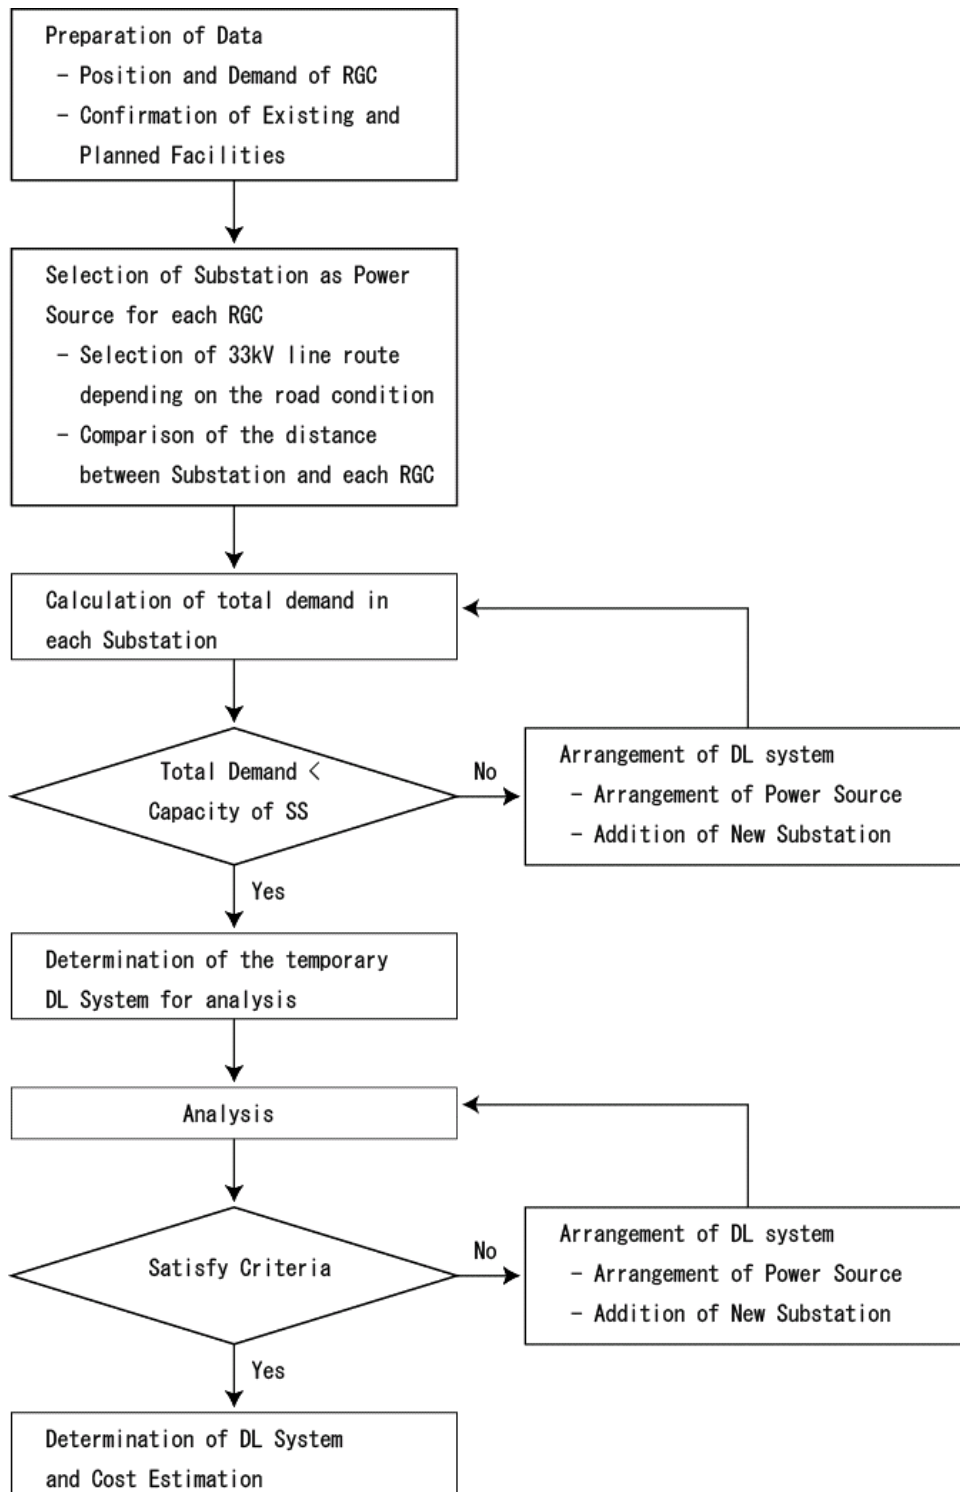 Preparation of Data
- Position and Demand of RGC
- Confirmation of Existing and
Planned Facilities
Selection of Substation as Power
Source for each RGC
- Selection of 33kV line route
depending on the road condition
- Comparison of the distance
between Substation and each RGC
Calculation of total demand in
each Substation
Total Demand <
Capacity of SS
No
Arrangement of DL system
- Arrangement of Power Source
- Addition of New Substation
Yes
Determination of the temporary
DL System for analysis
Analysis
Satisfy Criteria
No
Arrangement of DL system
- Arrangement of Power Source
- Addition of New Substation
Yes
Determination of DL System
and Cost Estimation